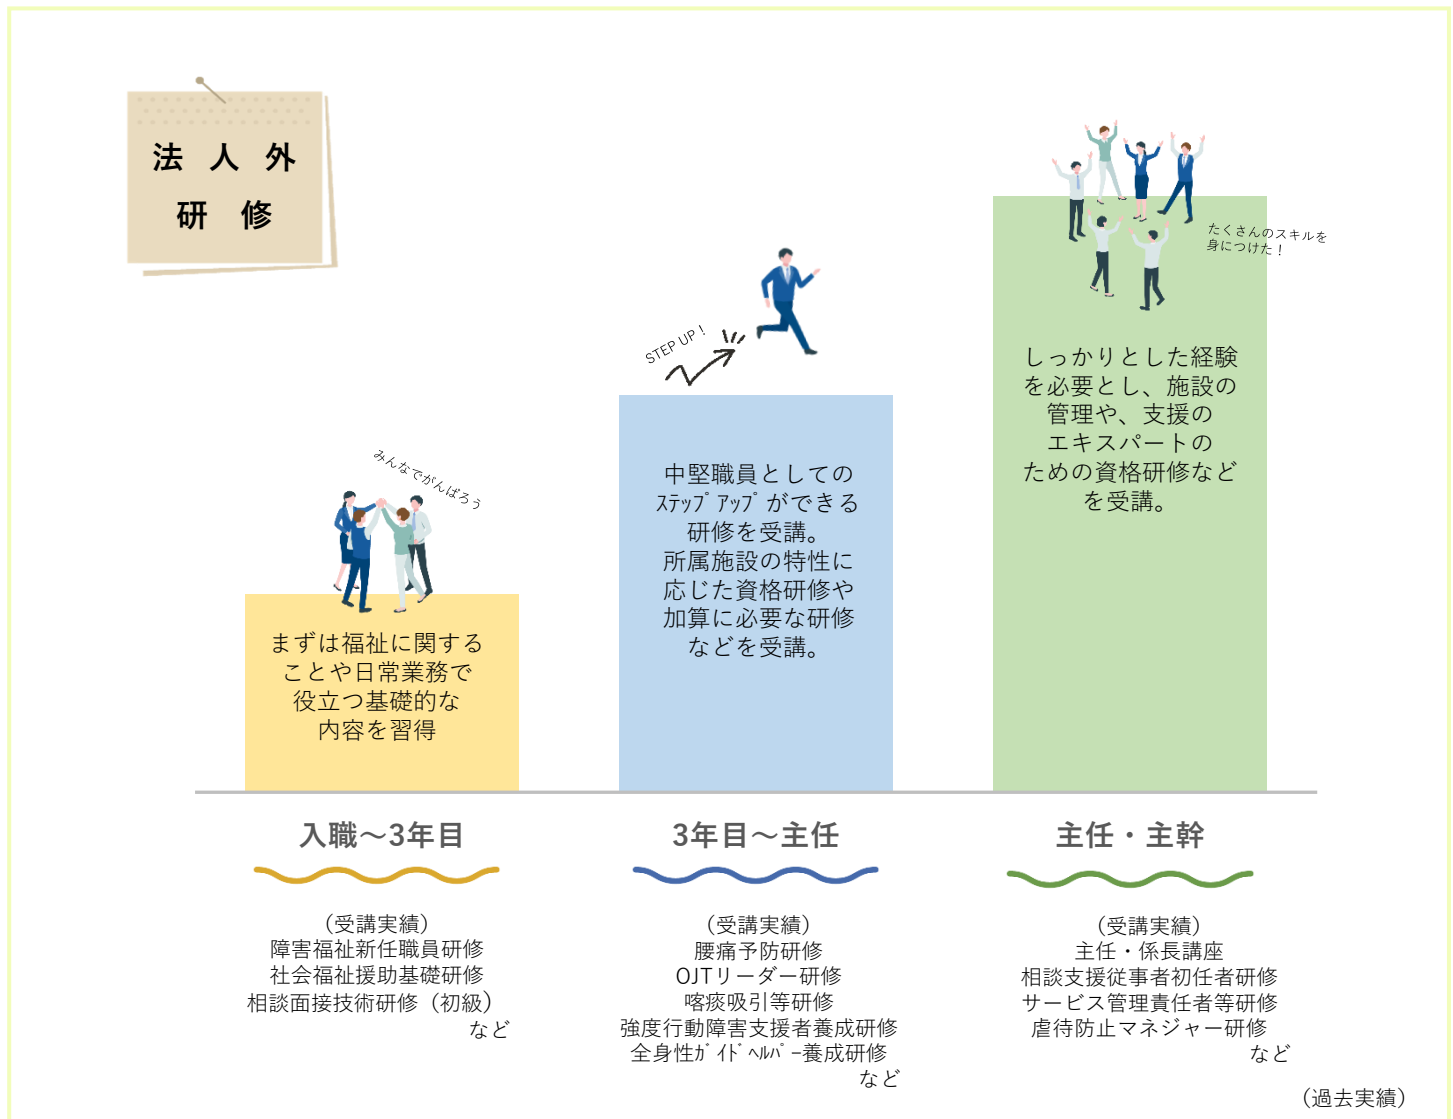 法人外
研修
みんなでがんばろう
まずは福祉に関する
ことや日常業務で
役立つ基礎的な
内容を習得
入職～3年目
（受講実績）
障害福祉新任職員研修
社会福祉援助基礎研修
相談面接技術研修（初級）
など
STEP UP！
中堅職員としての
ｽﾃｯﾌﾟｱｯﾌﾟができる
研修を受講。
所属施設の特性に
応じた資格研修や
加算に必要な研修
などを受講。
3年目～主任
（受講実績）
腰痛予防研修
OJTリーダー研修
喀痰吸引等研修
強度行動障害支援者養成研修
全身性ｶﾞｲﾄﾞﾍﾙﾊﾟｰ養成研修
など
たくさんのスキルを
身につけた！
しっかりとした経験
を必要とし、施設の
管理や、支援の
エキスパートの
ための資格研修など
を受講。
主任・主幹
（受講実績）
主任・係長講座
相談支援従事者初任者研修
サービス管理責任者等研修
虐待防止マネジャー研修
など
（過去実績）